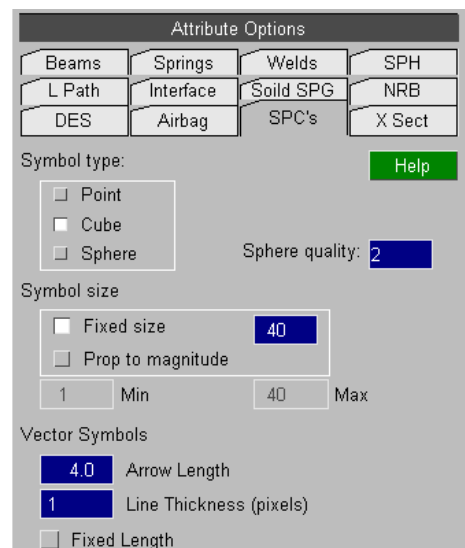 Attribute Options
Beams Springs Welds SPH
L Path Interface Soild SPG NRB
DES Airbag SPC's X Sect
Symbol type: Help
Point
Cube
Sphere Sphere quality: 2
Symbol size
Fixed size 40
Prop to magnitude
1 Min 40 Max
Vector Symbols
4.0 Arrow Length
1 Line Thickness (pixels)
Fixed Length